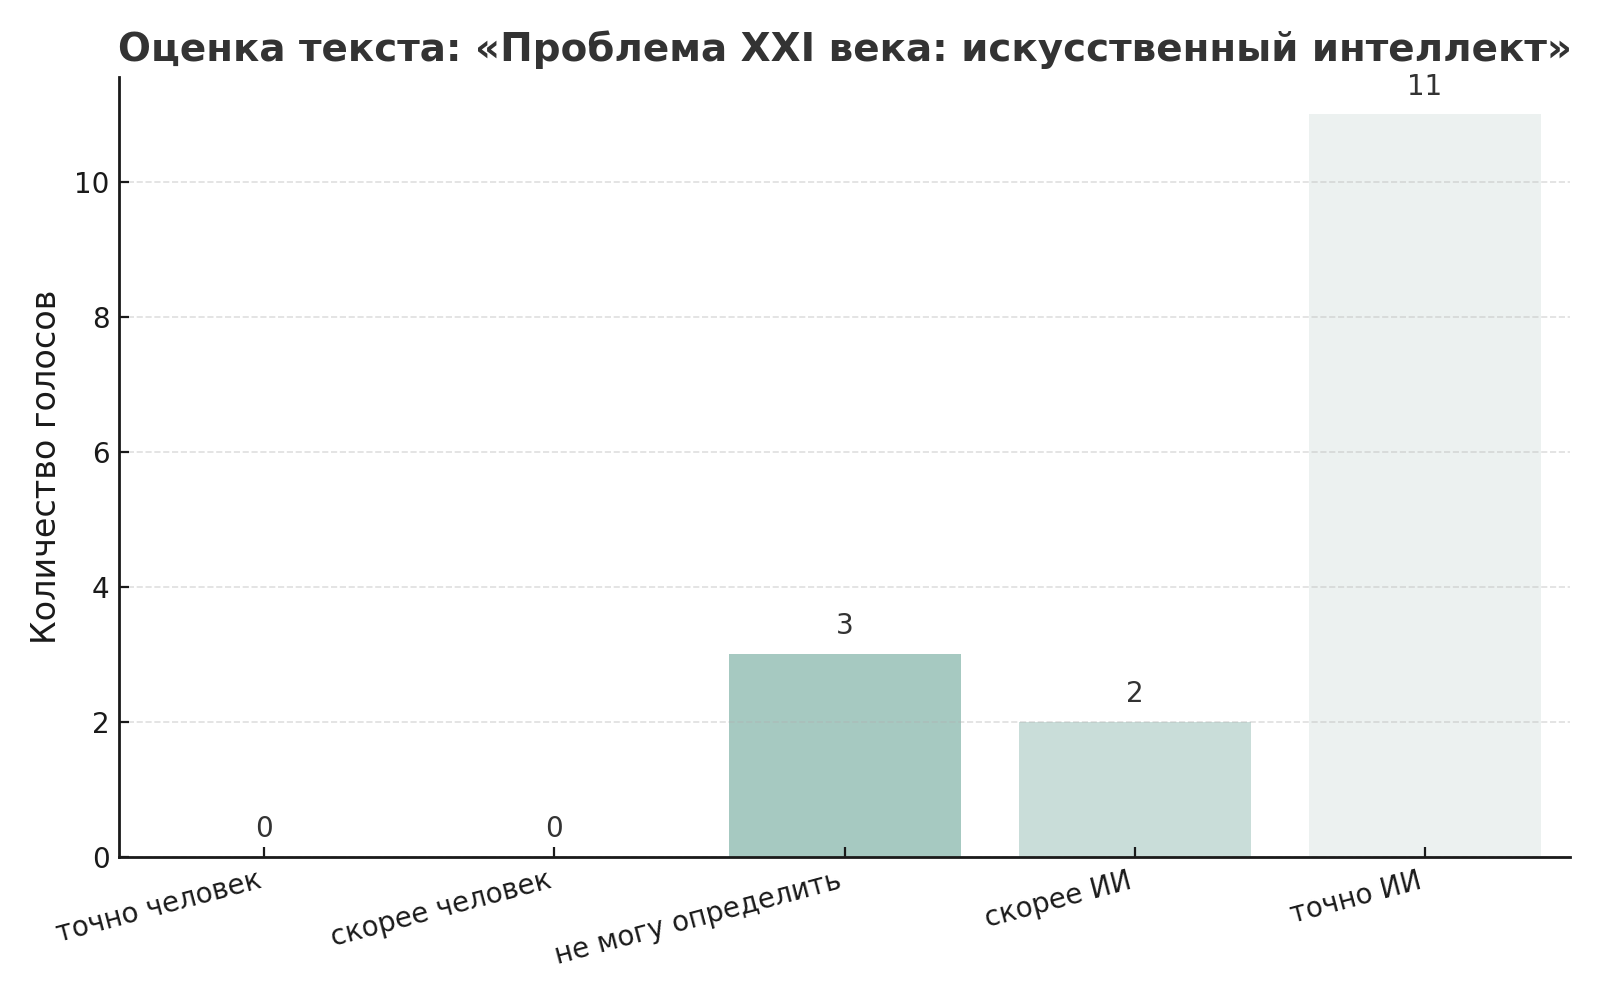 Оценка текста: «Проблема XXI века: искусственный интеллект»
11
10
Количество голосов
8
6
4
3
2
2
0
0
0
точно человек
скорее человек
не могу определить
скорее ИИ
точно ИИ